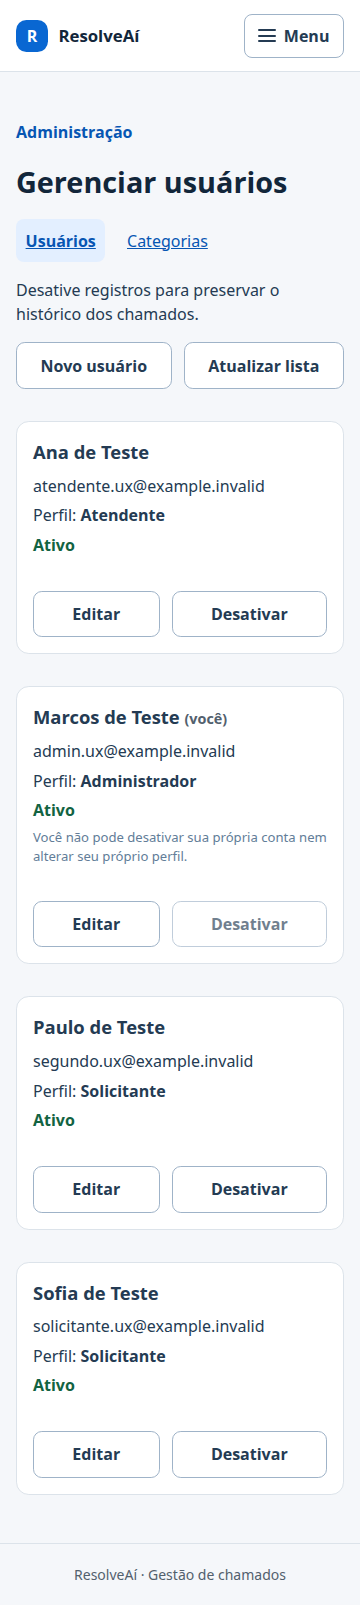 R ResolveAí Menu
Administração
Gerenciar usuários
Usuários Categorias
Desative registros para preservar o
histórico dos chamados.
Novo usuário Atualizar lista
Ana de Teste
atendente.ux@example.invalid
Perfil: Atendente
Ativo
Editar Desativar
Marcos de Teste (você)
admin.ux@example.invalid
Perfil: Administrador
Ativo
Você não pode desativar sua própria conta nem
alterar seu próprio perfil.
Editar Desativar
Paulo de Teste
segundo.ux@example.invalid
Perfil: Solicitante
Ativo
Editar Desativar
Sofia de Teste
solicitante.ux@example.invalid
Perfil: Solicitante
Ativo
Editar Desativar
ResolveAí · Gestão de chamados